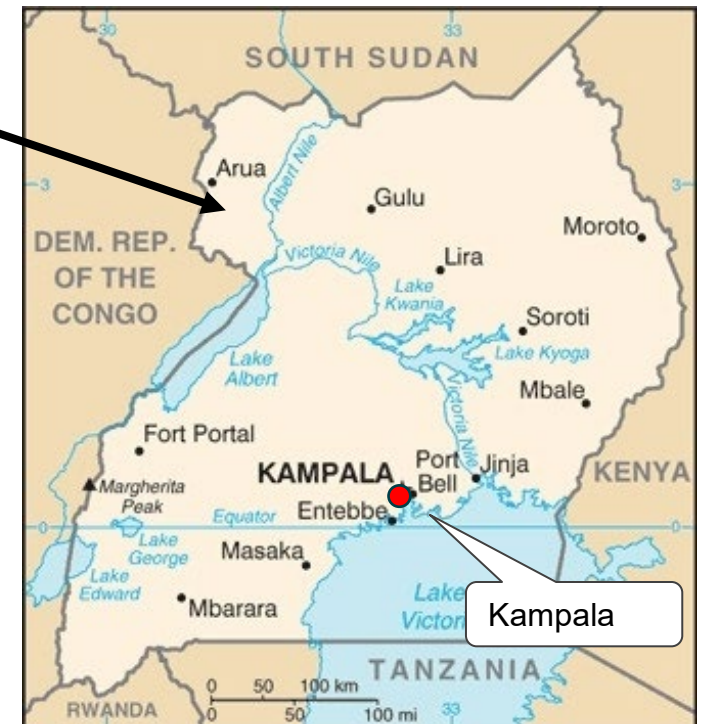 30
33
SOUTH SUDAN
Arua
Albert Nile
3
3
Gulu
Moroto
DEM. REP.
OF THE
CONGO
Victoria Nile
Lira
Lake
Kwania
Soroti
Lake Kyoga
Lake
Albert
Mbale
Victoria Nile
Fort Portal
KAMPALA
Port
Bell
Jinja
KENYA
Margherita
Peak
Equator
Entebbe
0
0
Lake
George
Masaka
Lake
Edward
Lake
Mbarara
Kampala
TANZANIA
0 50 100 km
RWANDA
0 50 100 mi
33